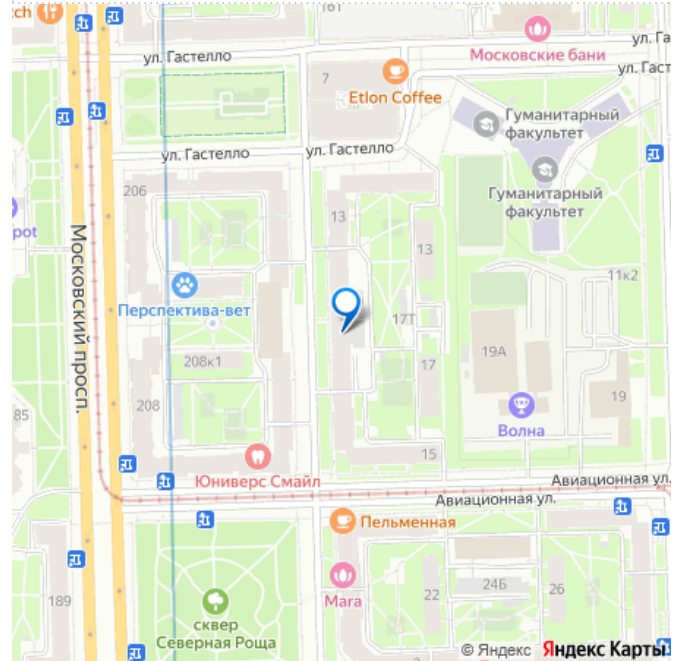 ch
161
ул. Га
ул. Гастелло
Московские бани
7
ул. Гаст
Etlon Coffee
Гуманитарный
факультет
ул. Гастелло
ул. Гастелло
206
Гуманитарный
факультет
13
pot
Московский просп.
13
11к2
Перспектива-вет
17Т
19А
208к1
17
19
85
208
Волна
15
Юниверс Смайл
Авиационная ул.
Авиационная ул.
Пельменная
24Б
26
189
Mara
22
сквер
Северная Роща
© Яндекс Яндекс Карты